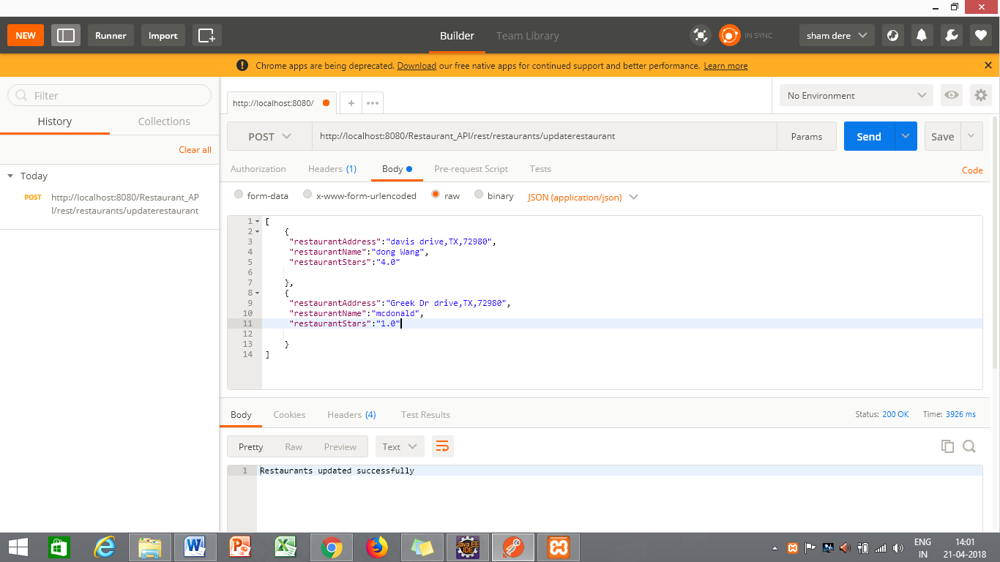 NEW Runner Import Builder Team Library IN SYNC sham dere
Chrome apps are being deprecated. Download our free native apps for continued support and better performance. Learn more
Filter
History Collections
Clear all
Today
POST http://localhost:8080/Restaurant_AP
I/rest/restaurants/updaterestaurant
http://localhost:8080/ + ••• No Environment
POST http://localhost:8080/Restaurant_API/rest/restaurants/updaterestaurant Params Send Save
Authorization Headers (1) Body Pre-request Script Tests Code
form-data x-www-form-urlencoded raw binary JSON (application/json)
1 [
2 {
3 "restaurantAddress":"davis drive,TX,72980",
4 "restaurantName":"dong Wang",
5 "restaurantStars":"4.0"
6
7 },
8 {
9 "restaurantAddress":"Greek Dr drive,TX,72980",
10 "restaurantName":"mcdonald",
11 "restaurantStars":"1.0"
12
13 }
14 ]
Body Cookies Headers (4) Test Results Status: 200 OK Time: 3926 ms
Pretty Raw Preview Text
1 Restaurants updated successfully
Java EE
IDE
ENG
IN
14:01
21-04-2018